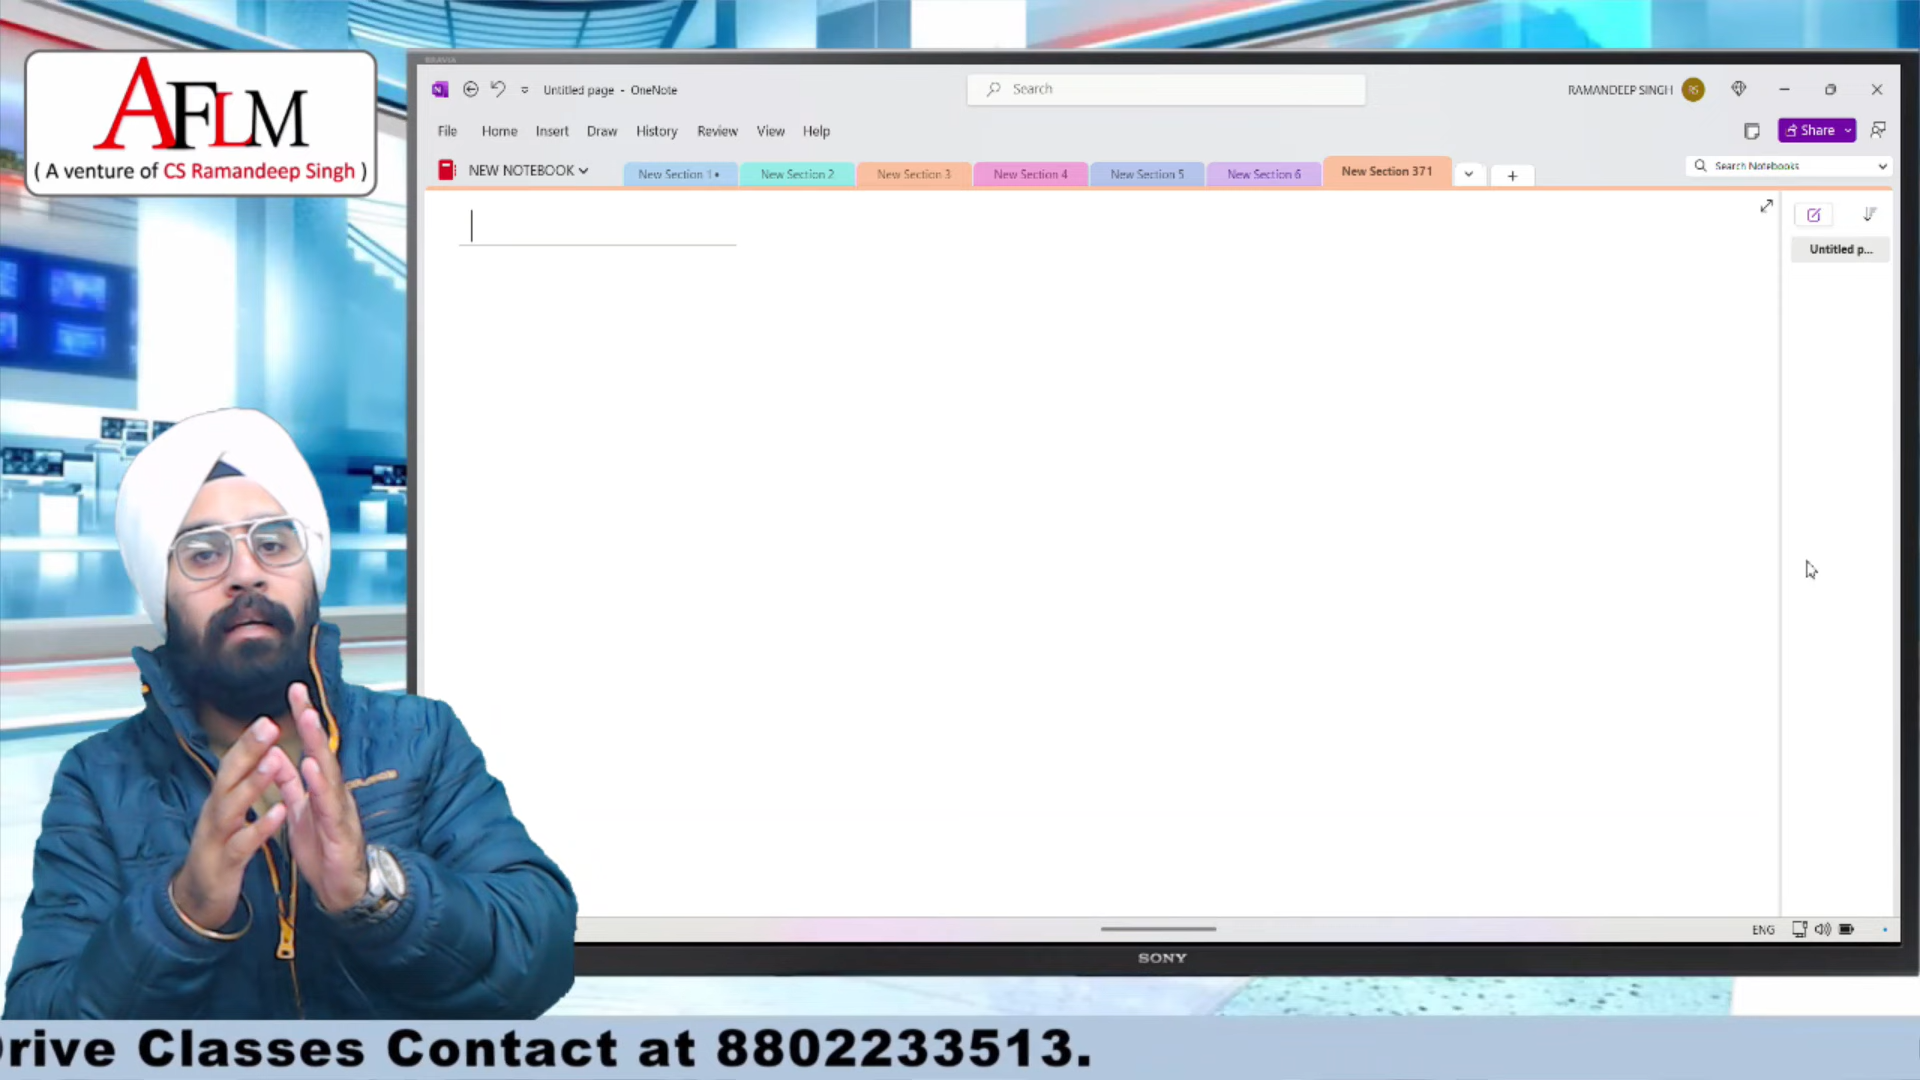 AFLM
( A venture of CS Ramandeep Singh )
BRAVIA
Untitled page - OneNote
Search
RAMANDEEP SINGH
RS
File Home Insert Draw History Review View Help
Share
NEW NOTEBOOK
New Section 1
New Section 2
New Section 3
New Section 4
New Section 5
New Section 6
New Section 371
Search Notebooks
Untitled p...
ENG
SONY
rive Classes Contact at 8802233513.